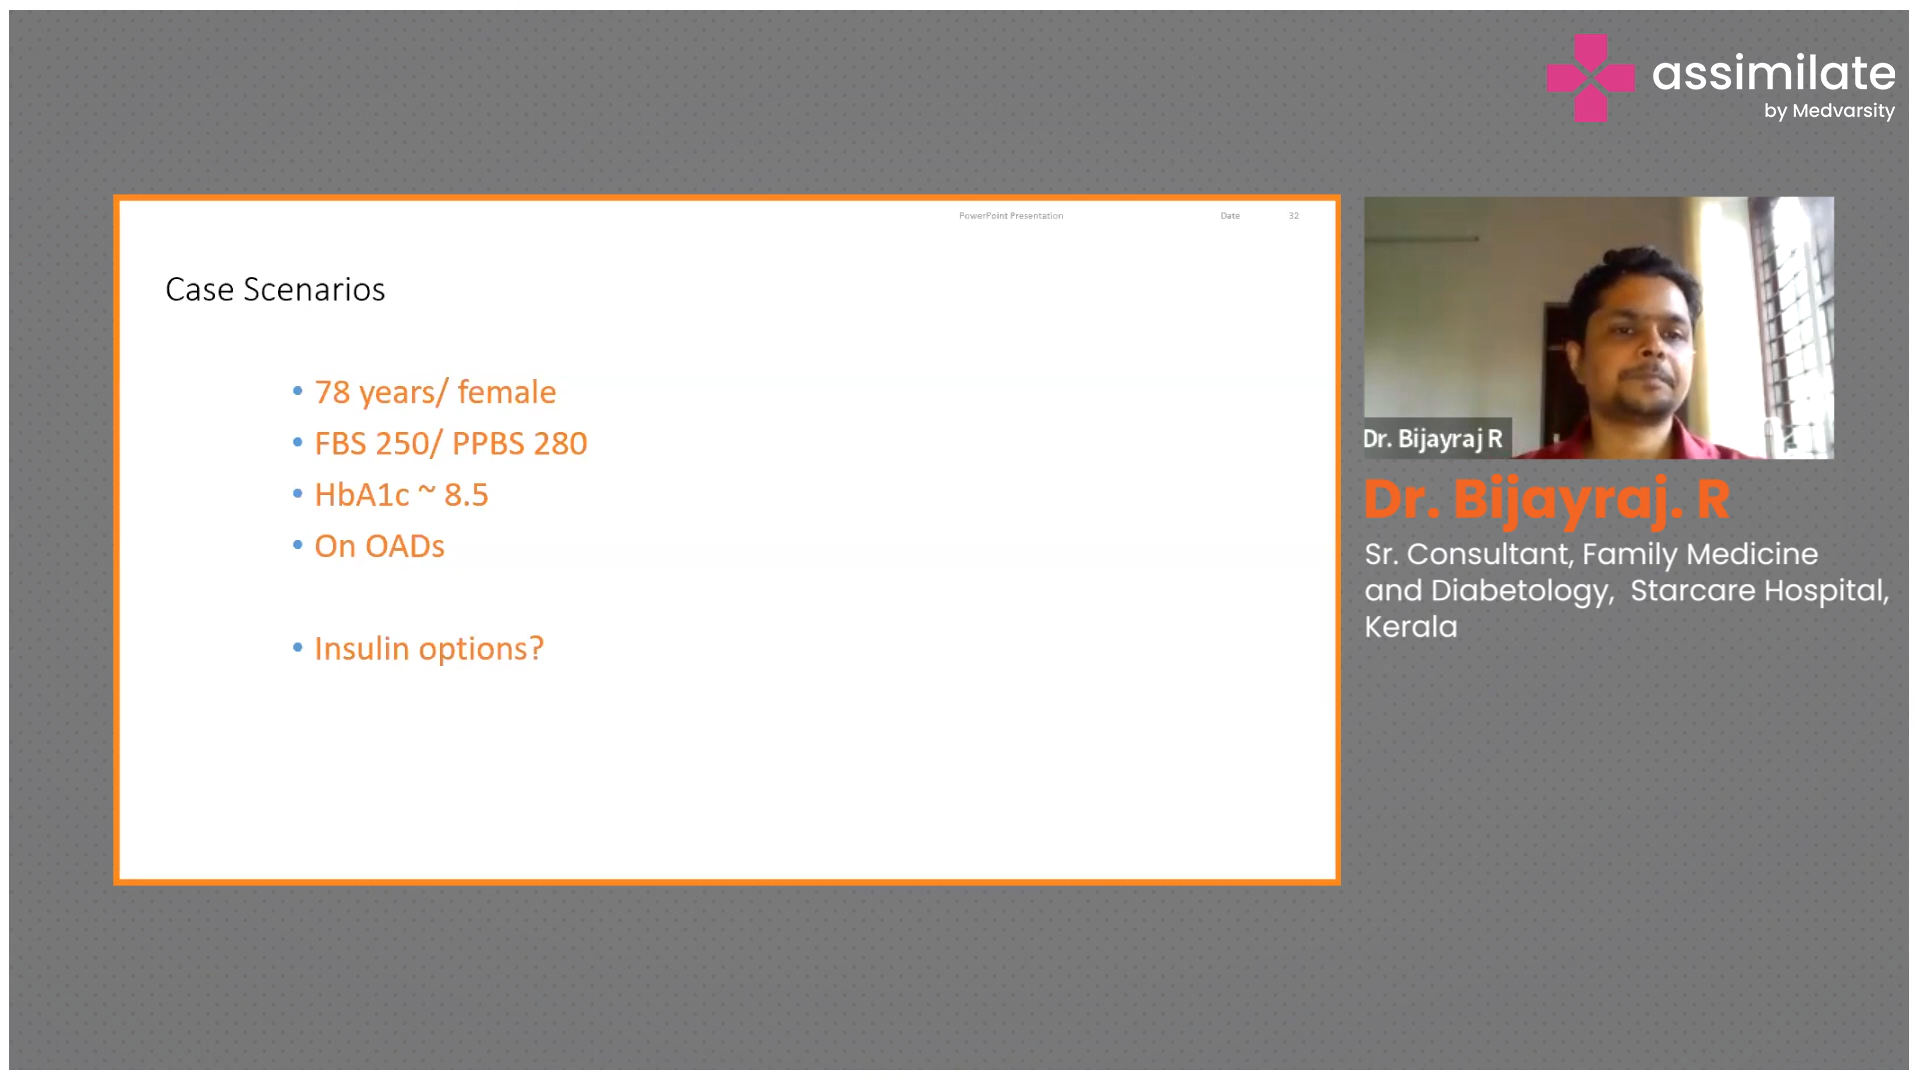 assimilate
by Medvarsity
PowerPoint Presentation Date 32
Case Scenarios
• 78 years/ female
• FBS 250/ PPBS 280
• HbA1c ~ 8.5
• On OADs
• Insulin options?
Dr. Bijayraj R
Dr. Bijayraj. R
Sr. Consultant, Family Medicine
and Diabetology, Starcare Hospital,
Kerala